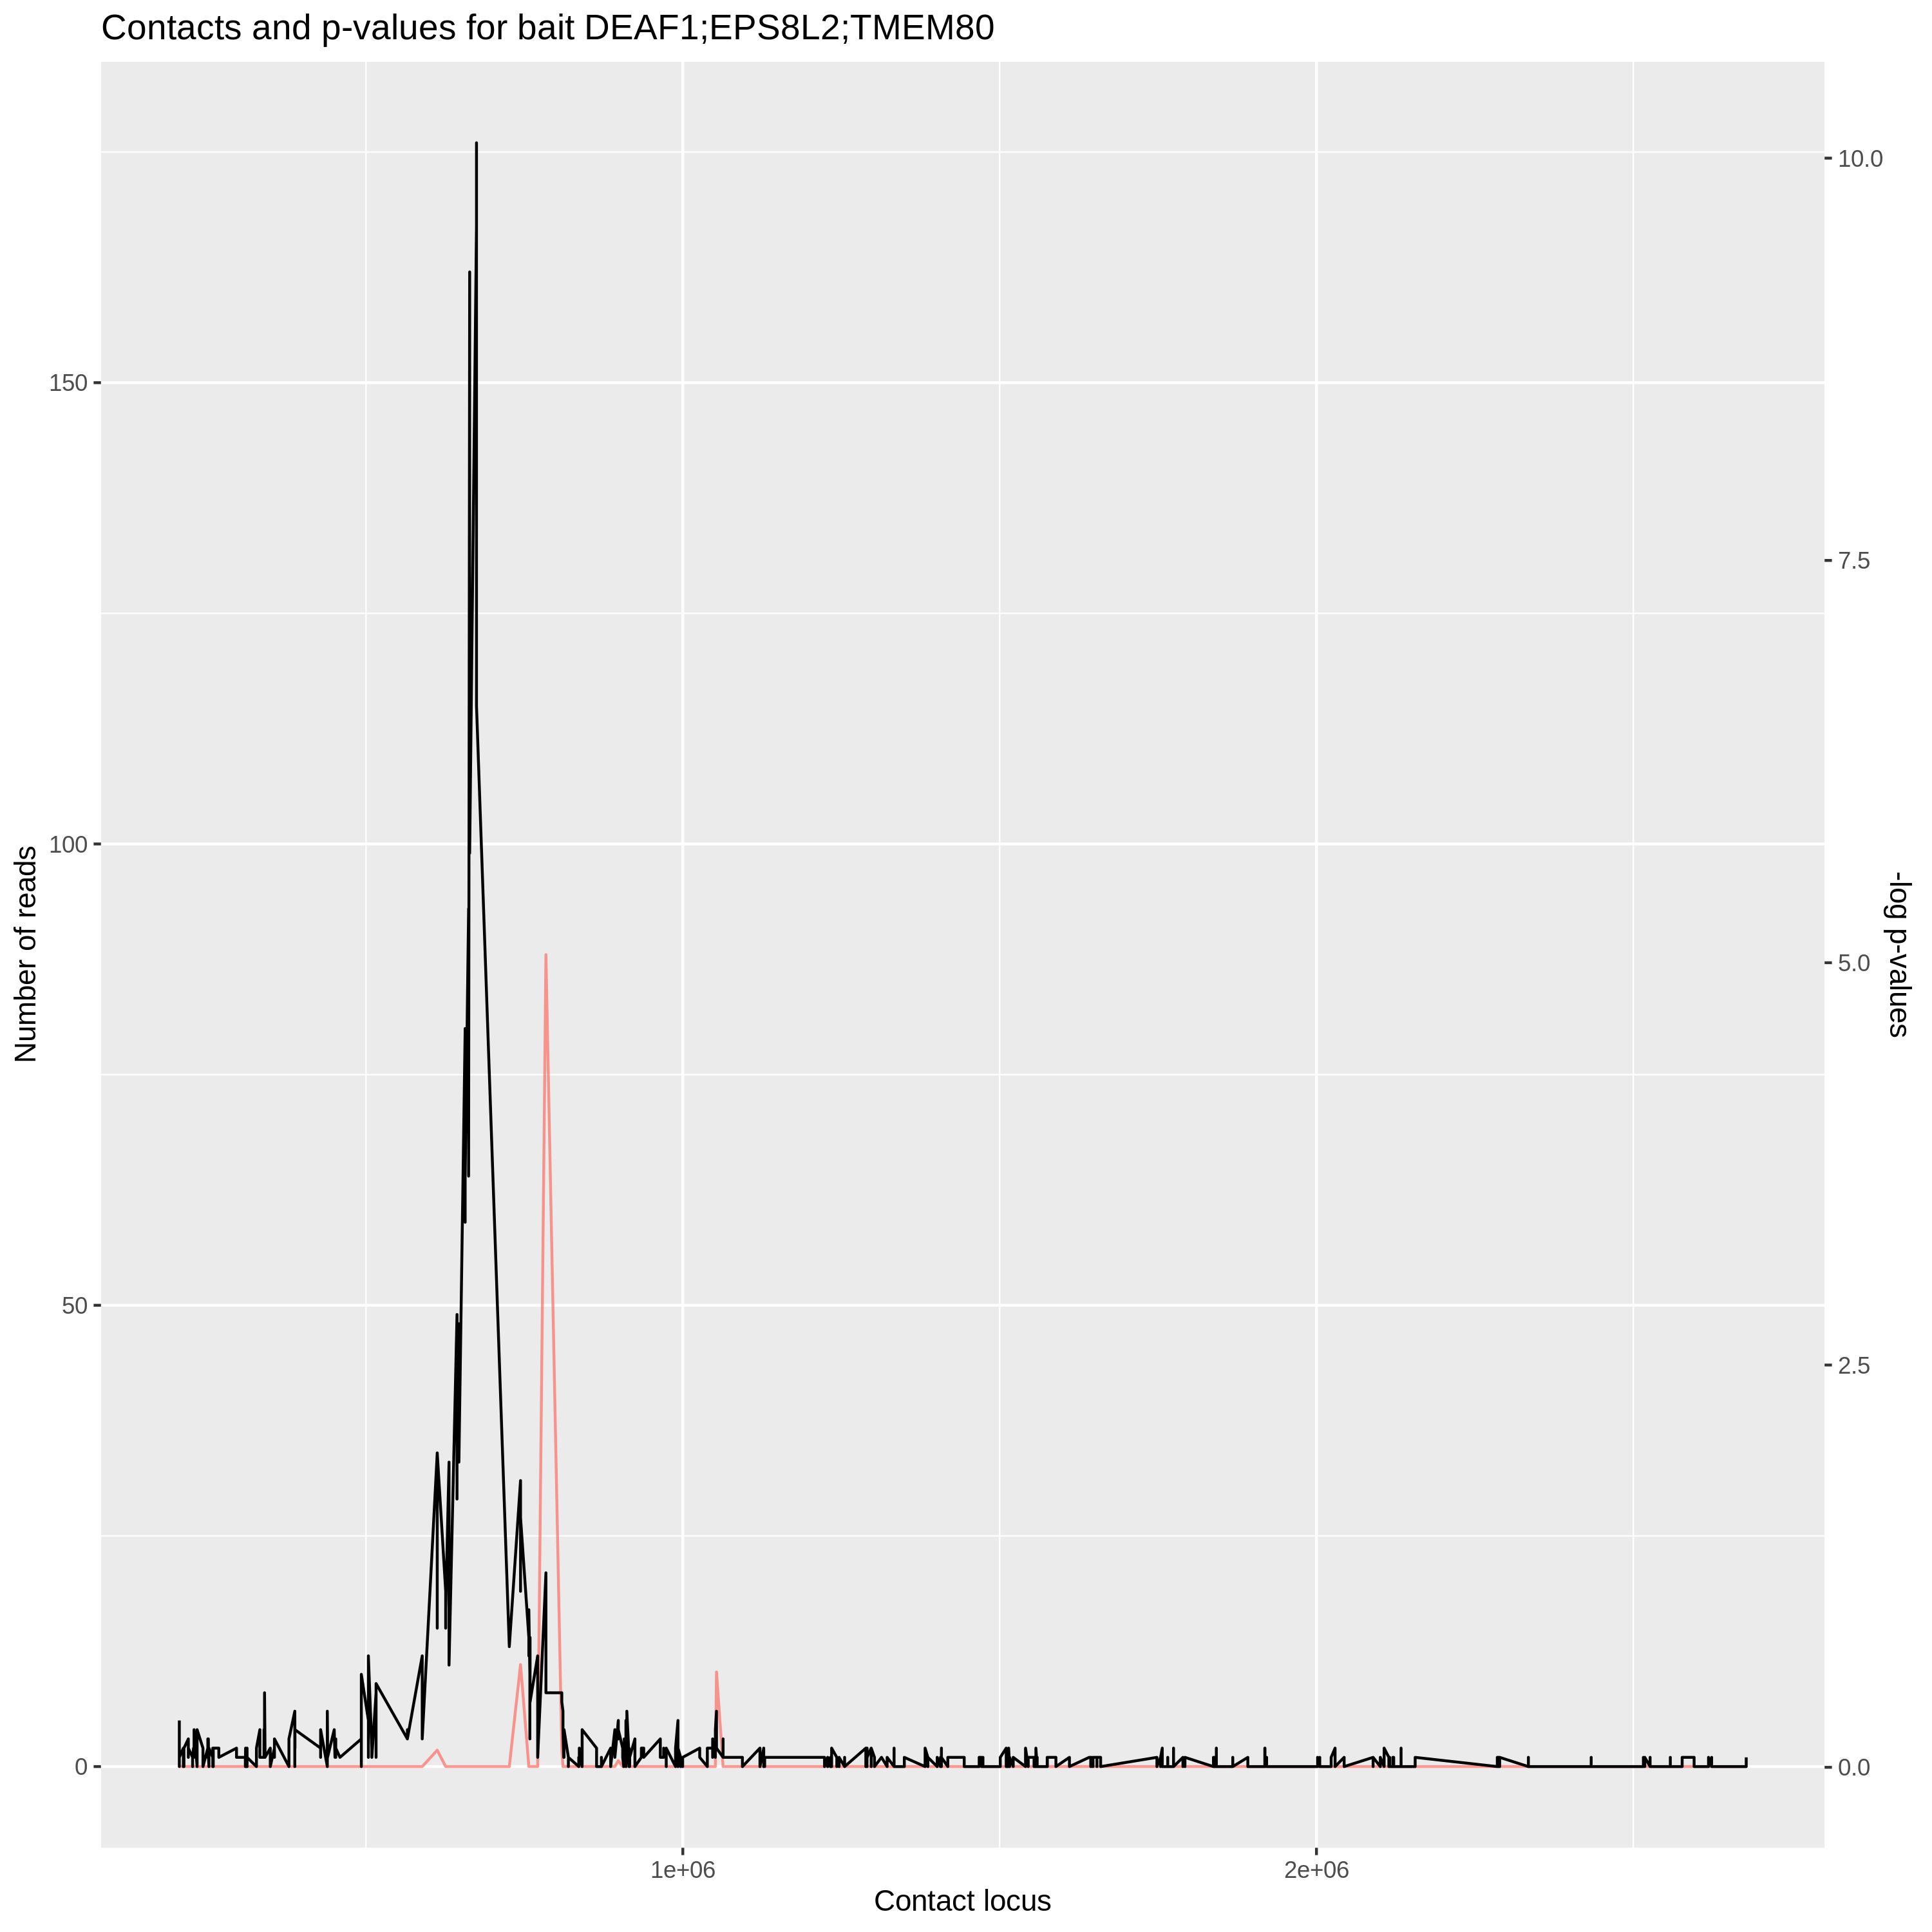 Contacts and p-values for bait DEAF1;EPS8L2;TMEM80
Number of reads
150
100
50
0
10.0
7.5
5.0
2.5
0.0
-log p-values
1e+06
2e+06
Contact locus